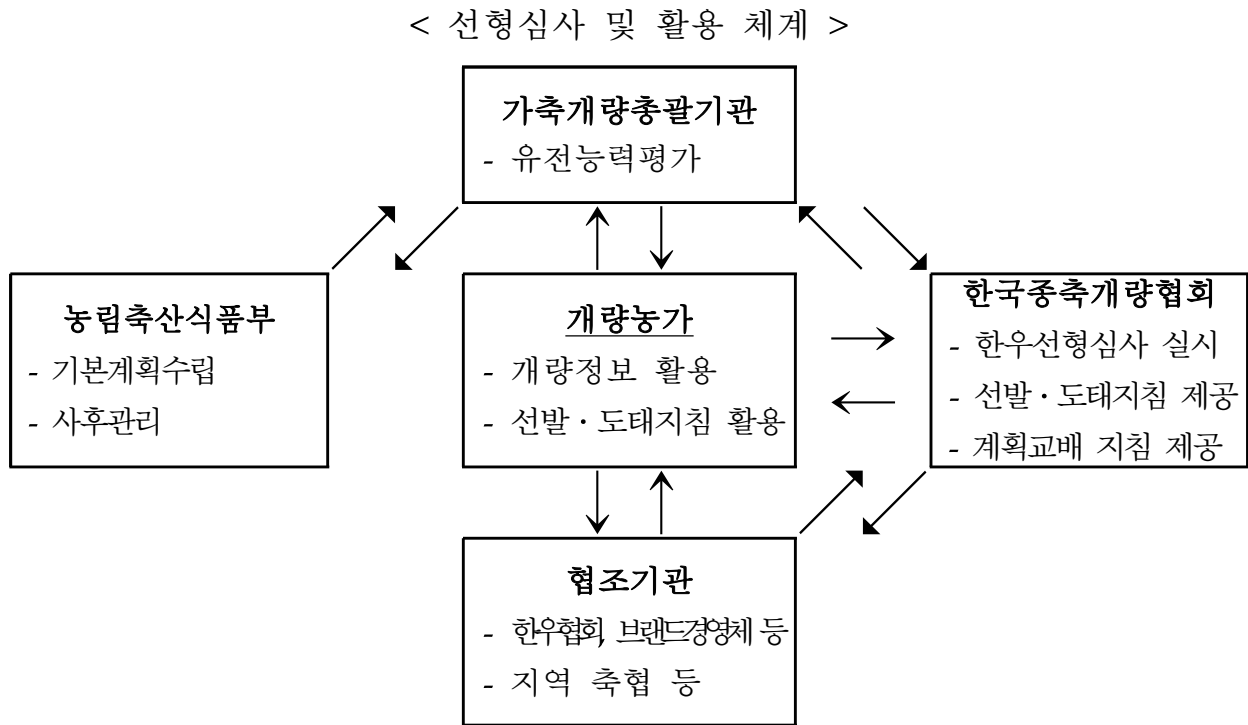 < 선형심사 및 활용 체계 >
가축개량총괄기관
- 유전능력평가
농림축산식품부
- 기본계획수립
- 사후관리
개량농가
- 개량정보 활용
- 선발·도태지침 활용
한국종축개량협회
- 한우선형심사 실시
- 선발·도태지침 제공
- 계획교배 지침 제공
협조기관
- 한우협회, 브랜드경영체 등
- 지역 축협 등